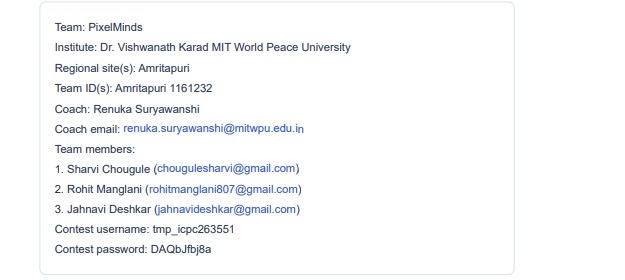 Team: PixelMinds
Institute: Dr. Vishwanath Karad MIT World Peace University
Regional site(s): Amritapuri
Team ID(s): Amritapuri 1161232
Coach: Renuka Suryawanshi
Coach email: renuka.suryawanshi@mitwpu.edu.in
Team members:
1. Sharvi Chougule (chougulesharvi@gmail.com)
2. Rohit Manglani (rohitmanglani807@gmail.com)
3. Jahnavi Deshkar (jahnavideshkar@gmail.com)
Contest username: tmp_icpc263551
Contest password: DAQbJfbj8a